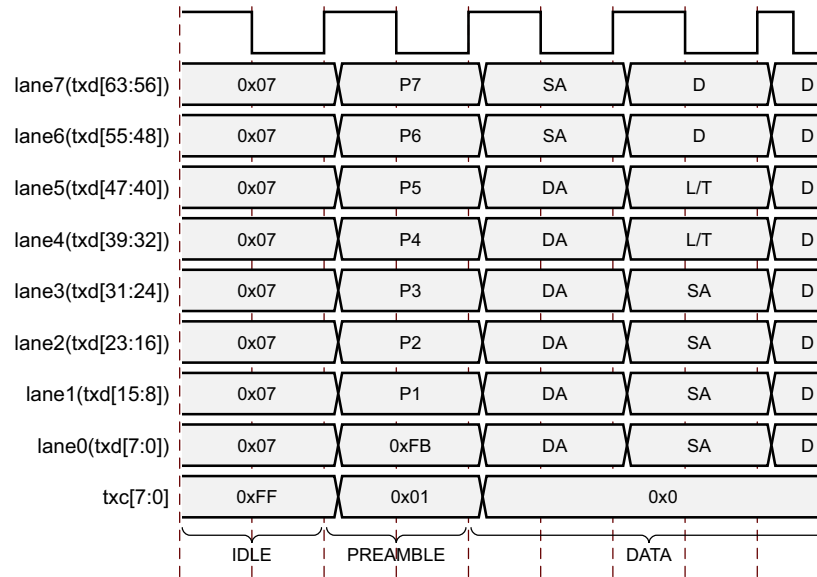 lane7(txd[63:56]) 0x07 P7 SA D D
lane6(txd[55:48]) 0x07 P6 SA D D
lane5(txd[47:40]) 0x07 P5 DA L/T D
lane4(txd[39:32]) 0x07 P4 DA L/T D
lane3(txd[31:24]) 0x07 P3 DA SA D
lane2(txd[23:16]) 0x07 P2 DA SA D
lane1(txd[15:8]) 0x07 P1 DA SA D
lane0(txd[7:0]) 0x07 0xFB DA SA D
txc[7:0] 0xFF 0x01 0x0
IDLE PREAMBLE DATA